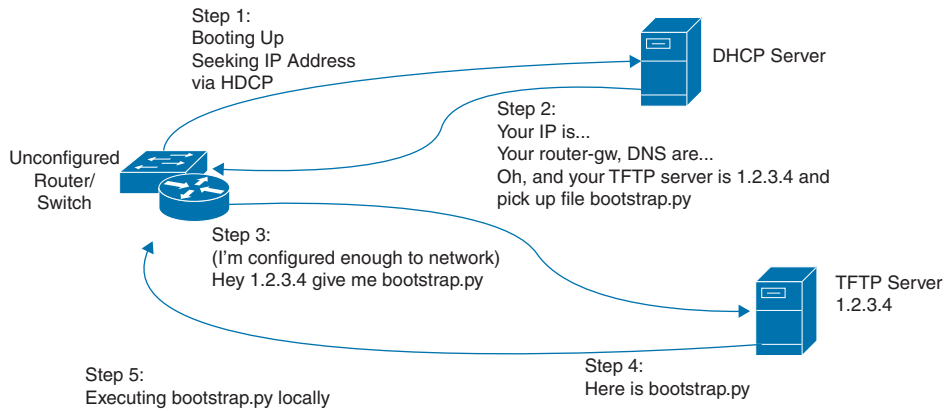 Step 1:
Booting Up
Seeking IP Address
via HDCP
DHCP Server
Step 2:
Your IP is...
Your router-gw, DNS are...
Oh, and your TFTP server is 1.2.3.4 and
pick up file bootstrap.py
Unconfigured
Router/
Switch
Step 3:
(I'm configured enough to network)
Hey 1.2.3.4 give me bootstrap.py
TFTP Server
1.2.3.4
Step 4:
Here is bootstrap.py
Step 5:
Executing bootstrap.py locally